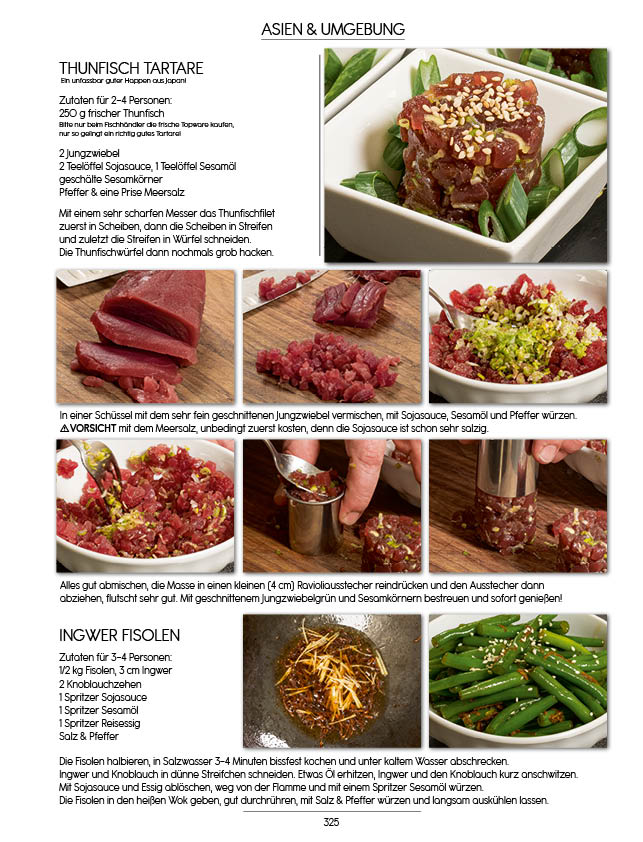 ASIEN & UMGEBUNG
THUNFISCH TARTARE
Ein unfassbar guter Happen aus Japan!
Zutaten für 2–4 Personen:
250 g frischer Thunfisch
Bitte nur beim Fischhändler die frische Topware kaufen,
nur so gelingt ein richtig gutes Tartare!
2 Jungzwiebel
2 Teelöffel Sojasauce, 1 Teelöffel Sesamöl
geschälte Sesamkörner
Pfeffer & eine Prise Meersalz
Mit einem sehr scharfen Messer das Thunfischfilet
zuerst in Scheiben, dann die Scheiben in Streifen
und zuletzt die Streifen in Würfel schneiden.
Die Thunfischwürfel dann nochmals grob hacken.
In einer Schüssel mit dem sehr fein geschnittenen Jungzwiebel vermischen, mit Sojasauce, Sesamöl und Pfeffer würzen.
⚠VORSICHT mit dem Meersalz, unbedingt zuerst kosten, denn die Sojasauce ist schon sehr salzig.
Alles gut abmischen, die Masse in einen kleinen (4 cm) Ravioliausstecher reindrücken und den Ausstecher dann
abziehen, flutscht sehr gut. Mit geschnittenem Jungzwiebelgrün und Sesamkörnern bestreuen und sofort genießen!
INGWER FISOLEN
Zutaten für 3–4 Personen:
1/2 kg Fisolen, 3 cm Ingwer
2 Knoblauchzehen
1 Spritzer Sojasauce
1 Spritzer Sesamöl
1 Spritzer Reisessig
Salz & Pfeffer
Die Fisolen halbieren, in Salzwasser 3–4 Minuten bissfest kochen und unter kaltem Wasser abschrecken.
Ingwer und Knoblauch in dünne Streifchen schneiden. Etwas Öl erhitzen, Ingwer und den Knoblauch kurz anschwitzen.
Mit Sojasauce und Essig ablöschen, weg von der Flamme und mit einem Spritzer Sesamöl würzen.
Die Fisolen in den heißen Wok geben, gut durchrühren, mit Salz & Pfeffer würzen und langsam auskühlen lassen.
325